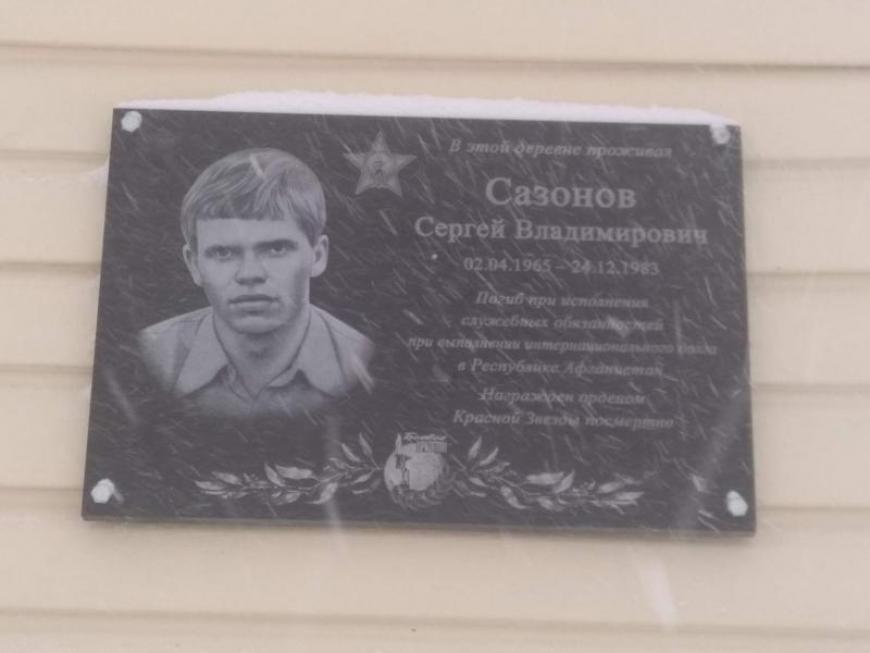 В этой деревне проживал
Сазонов
Сергей Владимирович
02.04.1965 – 24.12.1983
Погиб при исполнении
служебных обязанностей
при выполнении интернационального долга
в Республике Афганистан
Награжден орденом
Красной Звезды посмертно